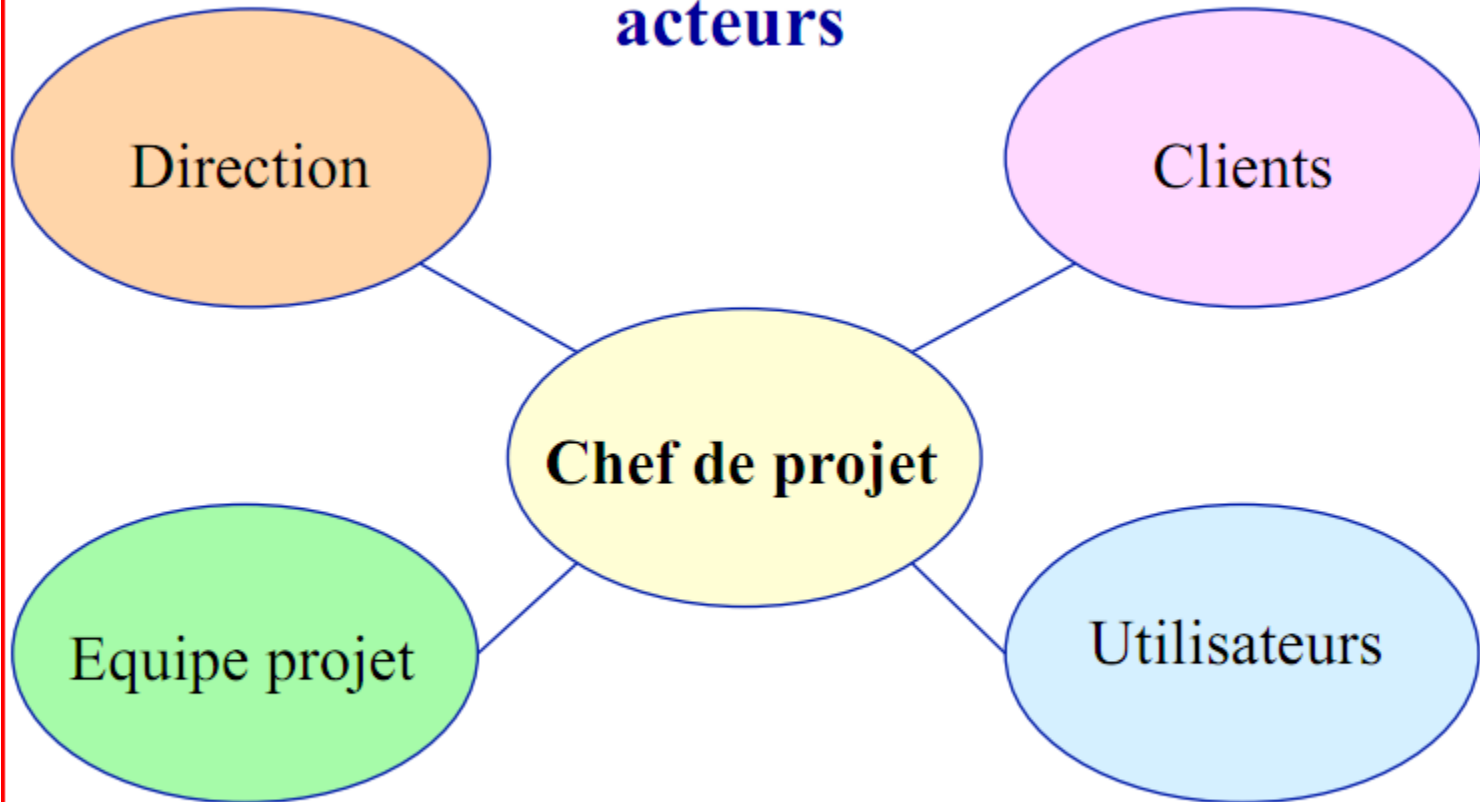 acteurs
Direction
Clients
Chef de projet
Equipe projet
Utilisateurs